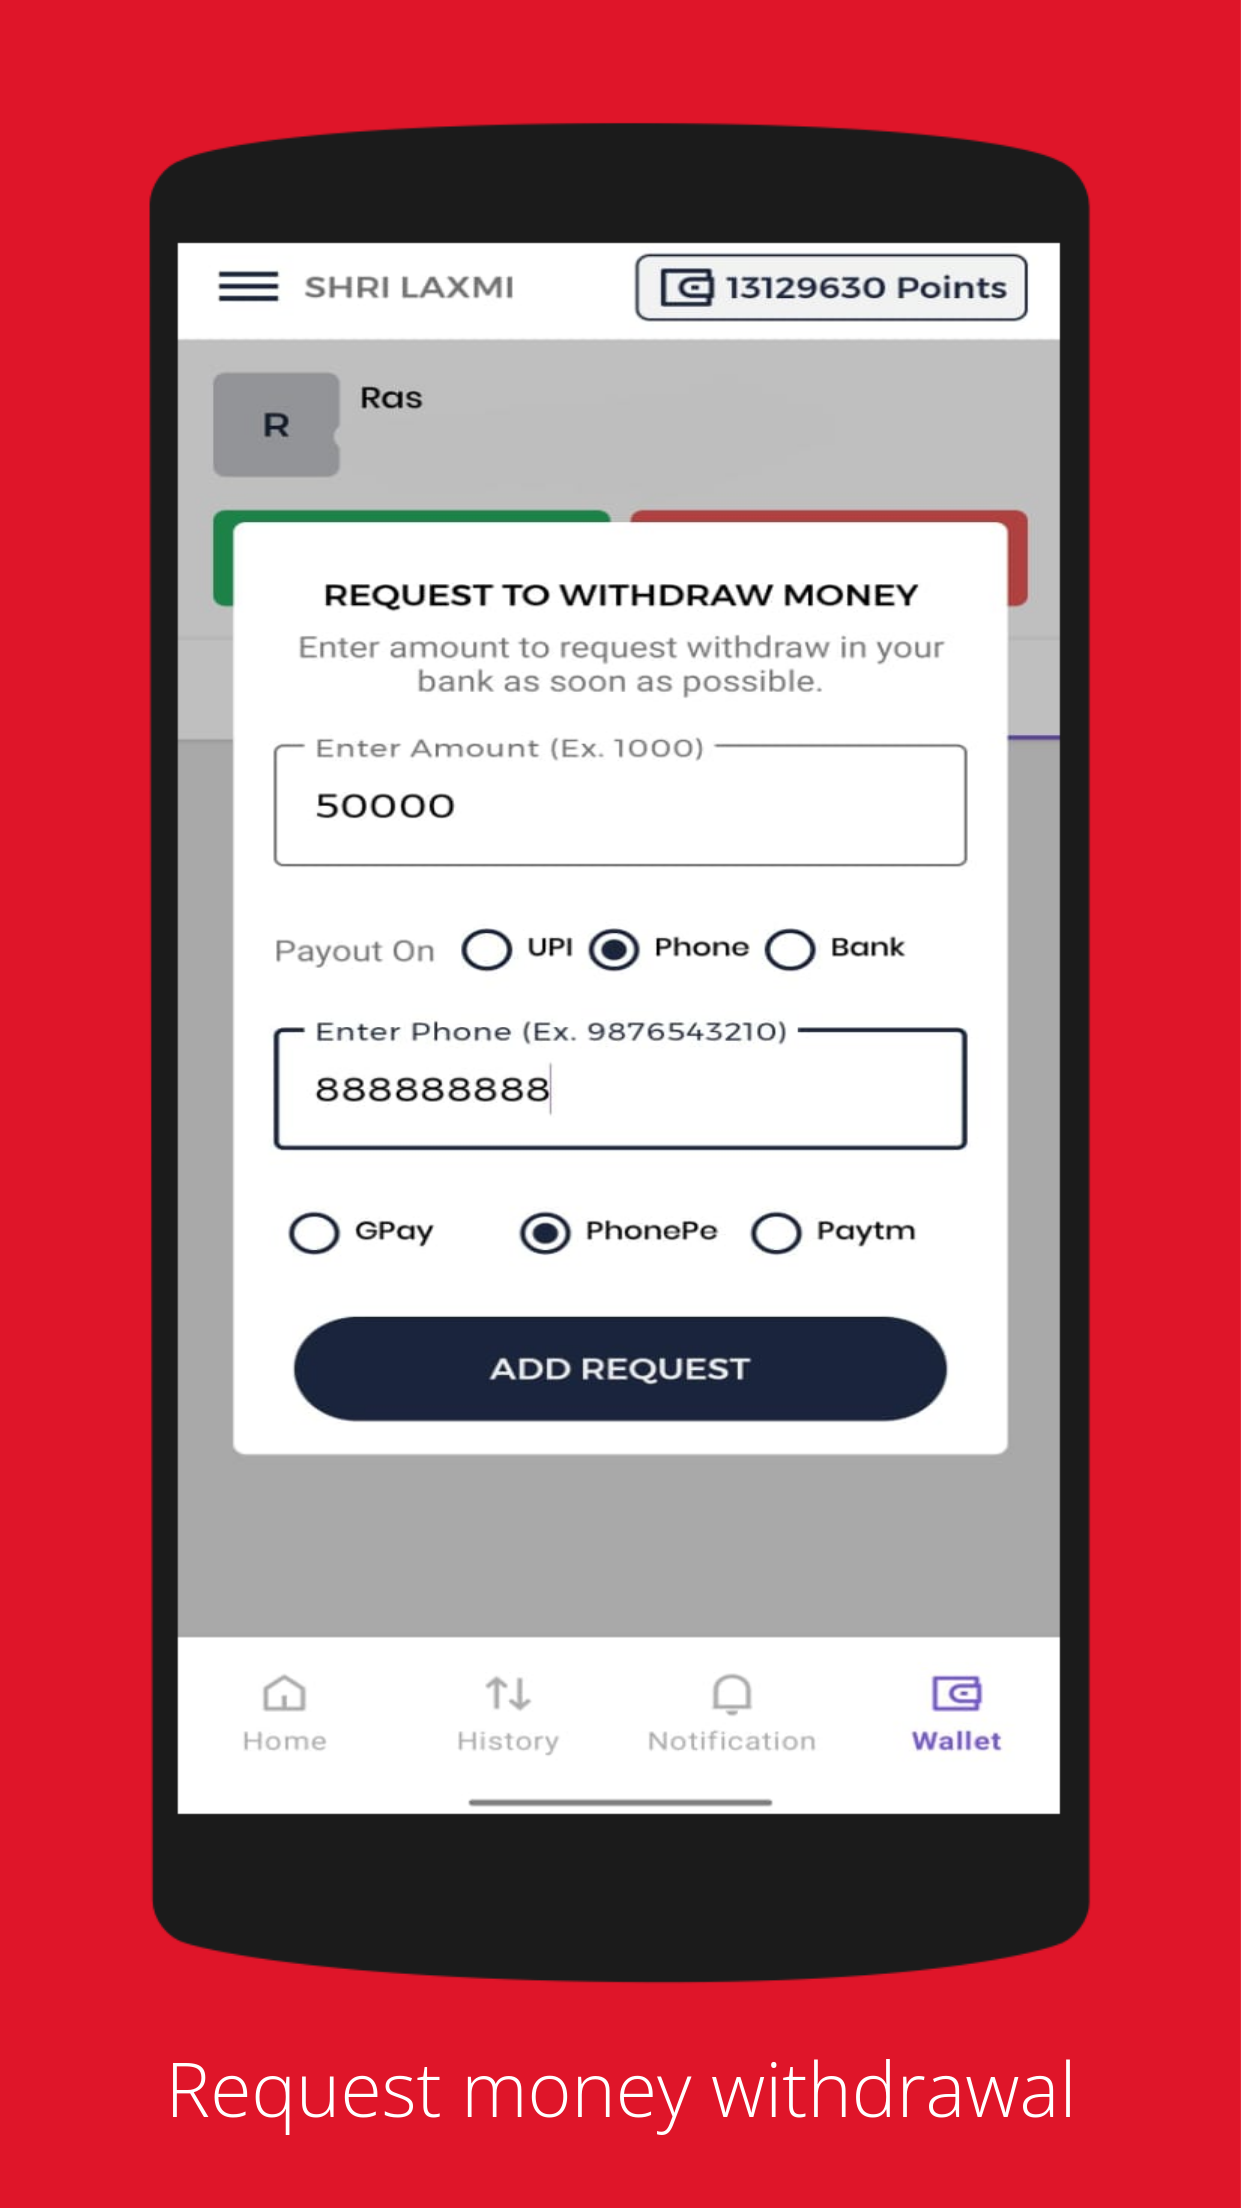 SHRI LAXMI
13129630 Points
R
Ras
REQUEST TO WITHDRAW MONEY
Enter amount to request withdraw in your
bank as soon as possible.
Enter Amount (Ex. 1000)
50000
Payout On UPI Phone Bank
Enter Phone (Ex. 9876543210)
888888888
GPay PhonePe Paytm
ADD REQUEST
Home History Notification Wallet
Request money withdrawal